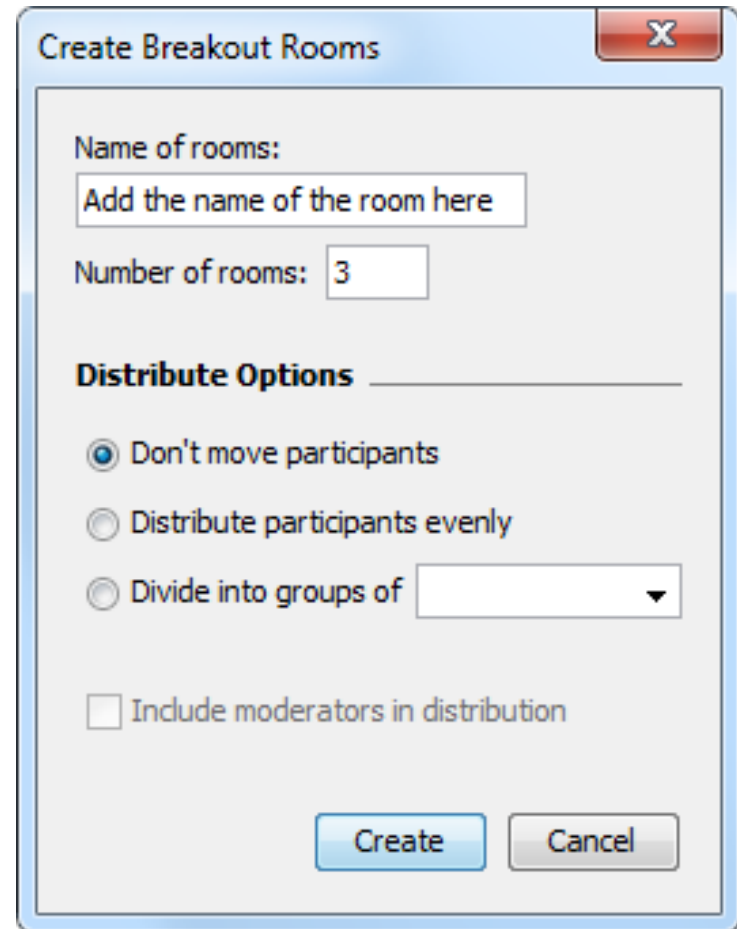 Create Breakout Rooms
Name of rooms:
Add the name of the room here
Number of rooms: 3
Distribute Options
Don't move participants
Distribute participants evenly
Divide into groups of
Include moderators in distribution
Create Cancel